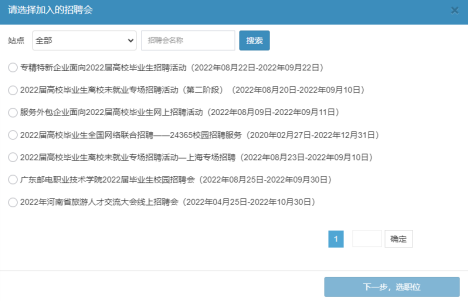 请选择加入的招聘会
×
站点 全部 招聘会名称 搜索
专精特新企业面向2022届高校毕业生招聘活动（2022年08月22日-2022年09月22日）
2022届高校毕业生离校未就业专场招聘活动（第二阶段）（2022年08月20日-2022年09月10日）
服务外包企业面向2022届高校毕业生网上招聘活动（2022年08月09日-2022年09月11日）
2022届高校毕业生全国网络联合招聘——24365校园招聘服务（2020年02月27日-2022年12月31日）
2022届高校毕业生离校未就业专场招聘活动—上海专场招聘（2022年08月23日-2022年09月10日）
广东邮电职业技术学院2022届毕业生校园招聘会（2022年08月25日-2022年09月30日）
2022年河南省旅游人才交流大会线上招聘会（2022年04月25日-2022年10月30日）
1 确定
下一步，选职位